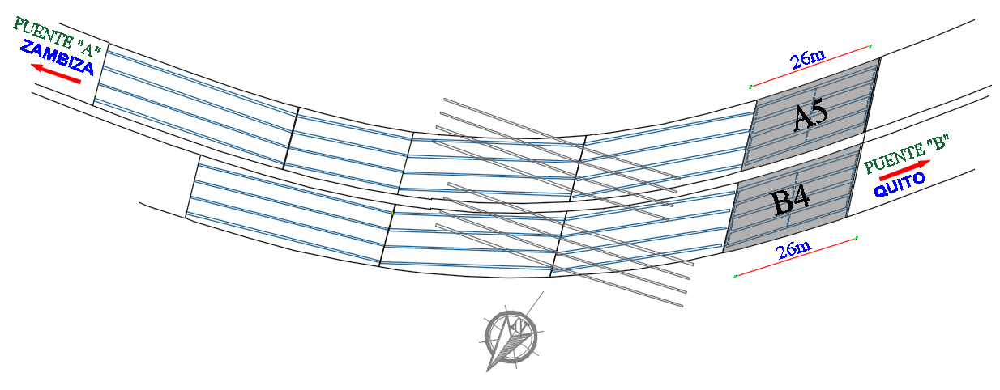 PUENTE "A"
ZAMBIZA
26m
A5
B4
PUENTE "B"
QUITO
26m